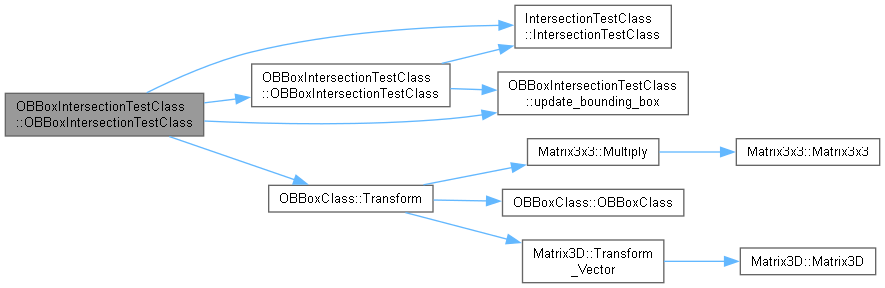 IntersectionTestClass
::IntersectionTestClass
OBBoxIntersectionTestClass
::OBBoxIntersectionTestClass
OBBoxIntersectionTestClass
::update_bounding_box
OBBoxIntersectionTestClass
::OBBoxIntersectionTestClass
Matrix3x3::Multiply
Matrix3x3::Matrix3x3
OBBoxClass::Transform
OBBoxClass::OBBoxClass
Matrix3D::Transform
_Vector
Matrix3D::Matrix3D